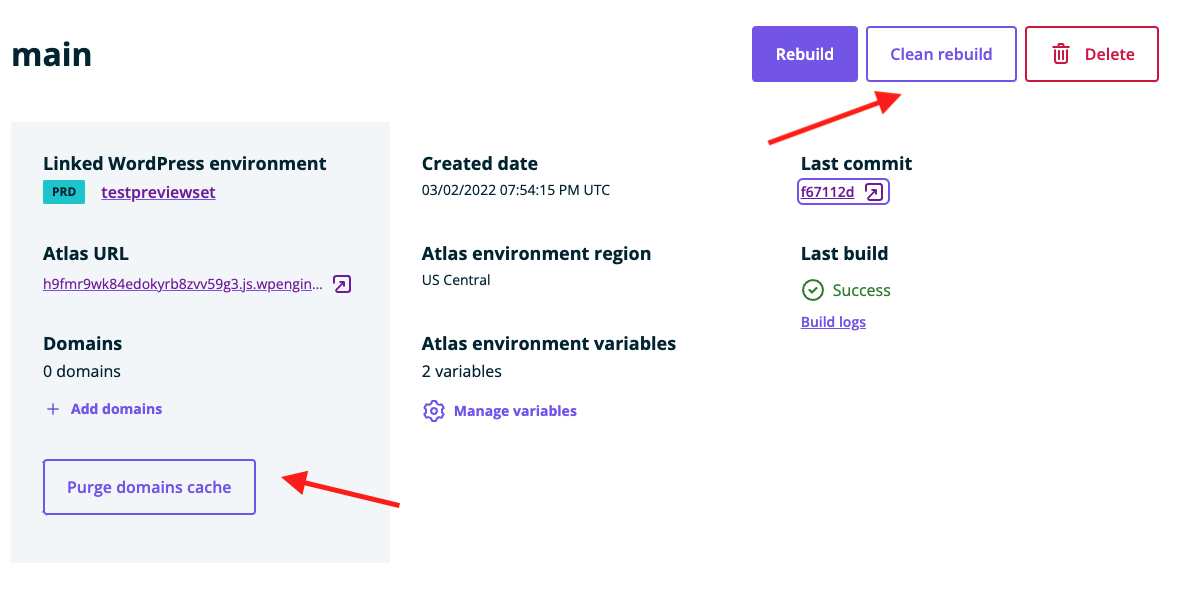 main
Rebuild
Clean rebuild
Delete
Linked WordPress environment
PRD testpreviewset
Atlas URL
h9fmr9wk84edokyrb8zvv59g3.js.wpengin...
Domains
0 domains
+ Add domains
Purge domains cache
Created date
03/02/2022 07:54:15 PM UTC
Atlas environment region
US Central
Atlas environment variables
2 variables
Manage variables
Last commit
f67112d
Last build
Success
Build logs